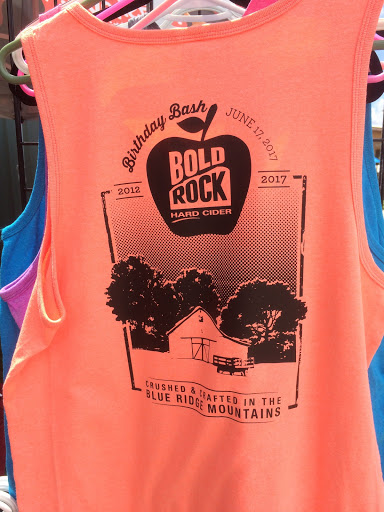 Birthday Bash
JUNE 17, 2017
BOLD
ROCK
HARD CIDER
2012
2017
CRUSHED & CRAFTED IN THE
BLUE RIDGE MOUNTAINS